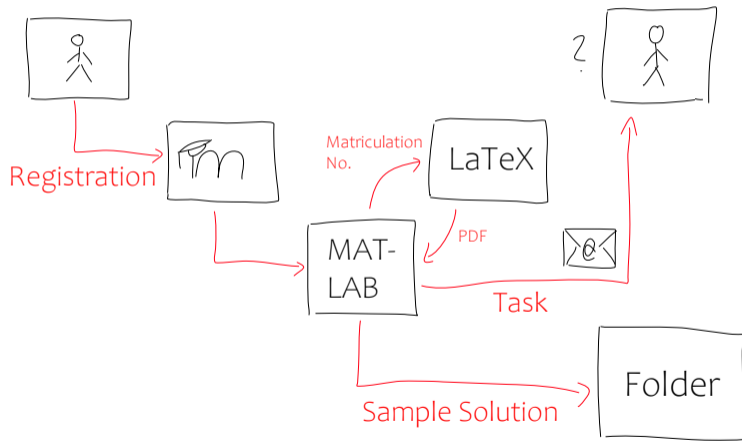 ?
Registration
m
Matriculation
No.
LaTeX
PDF
MAT-
LAB
@
Task
Folder
Sample Solution